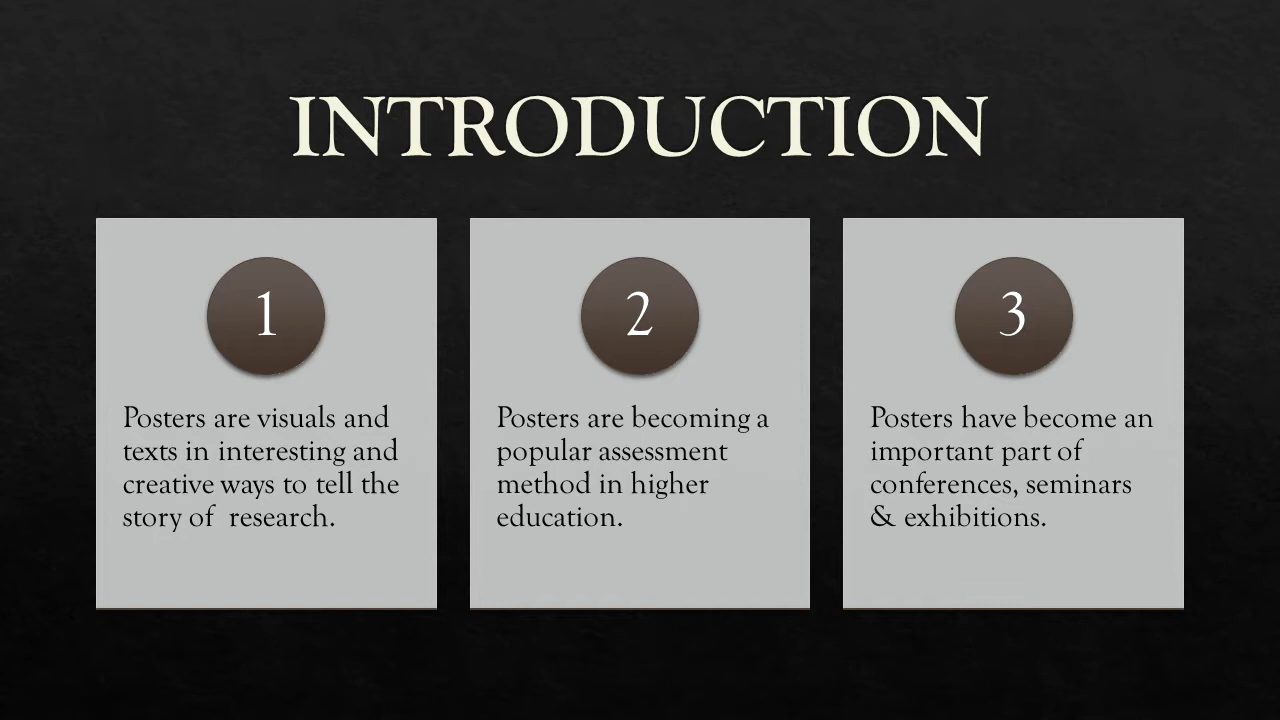 INTRODUCTION
1
Posters are visuals and
texts in interesting and
creative ways to tell the
story of  research.
2
Posters are becoming a
popular assessment
method in higher
education.
3
Posters have become an
important part of
conferences, seminars
& exhibitions.